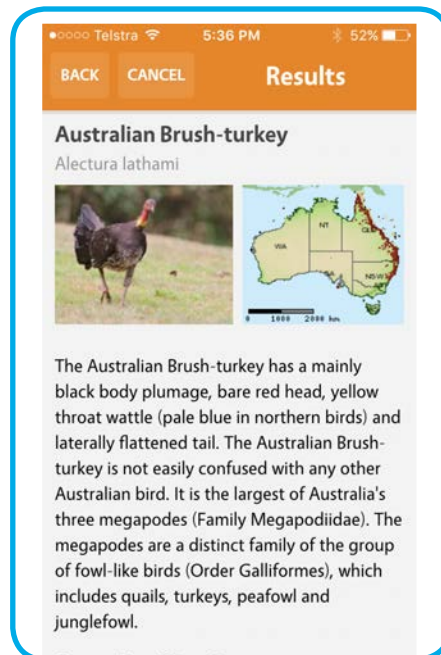 Telstra 5:36 PM 52%
BACK CANCEL Results
Australian Brush-turkey
Alectura lathami
NT
WA
SA
NSW
0 1000 2000 km
The Australian Brush-turkey has a mainly
black body plumage, bare red head, yellow
throat wattle (pale blue in northern birds) and
laterally flattened tail. The Australian Brush-
turkey is not easily confused with any other
Australian bird. It is the largest of Australia's
three megapodes (Family Megapodiidae). The
megapodes are a distinct family of the group
of fowl-like birds (Order Galliformes), which
includes quails, turkeys, peafowl and
junglefowl.